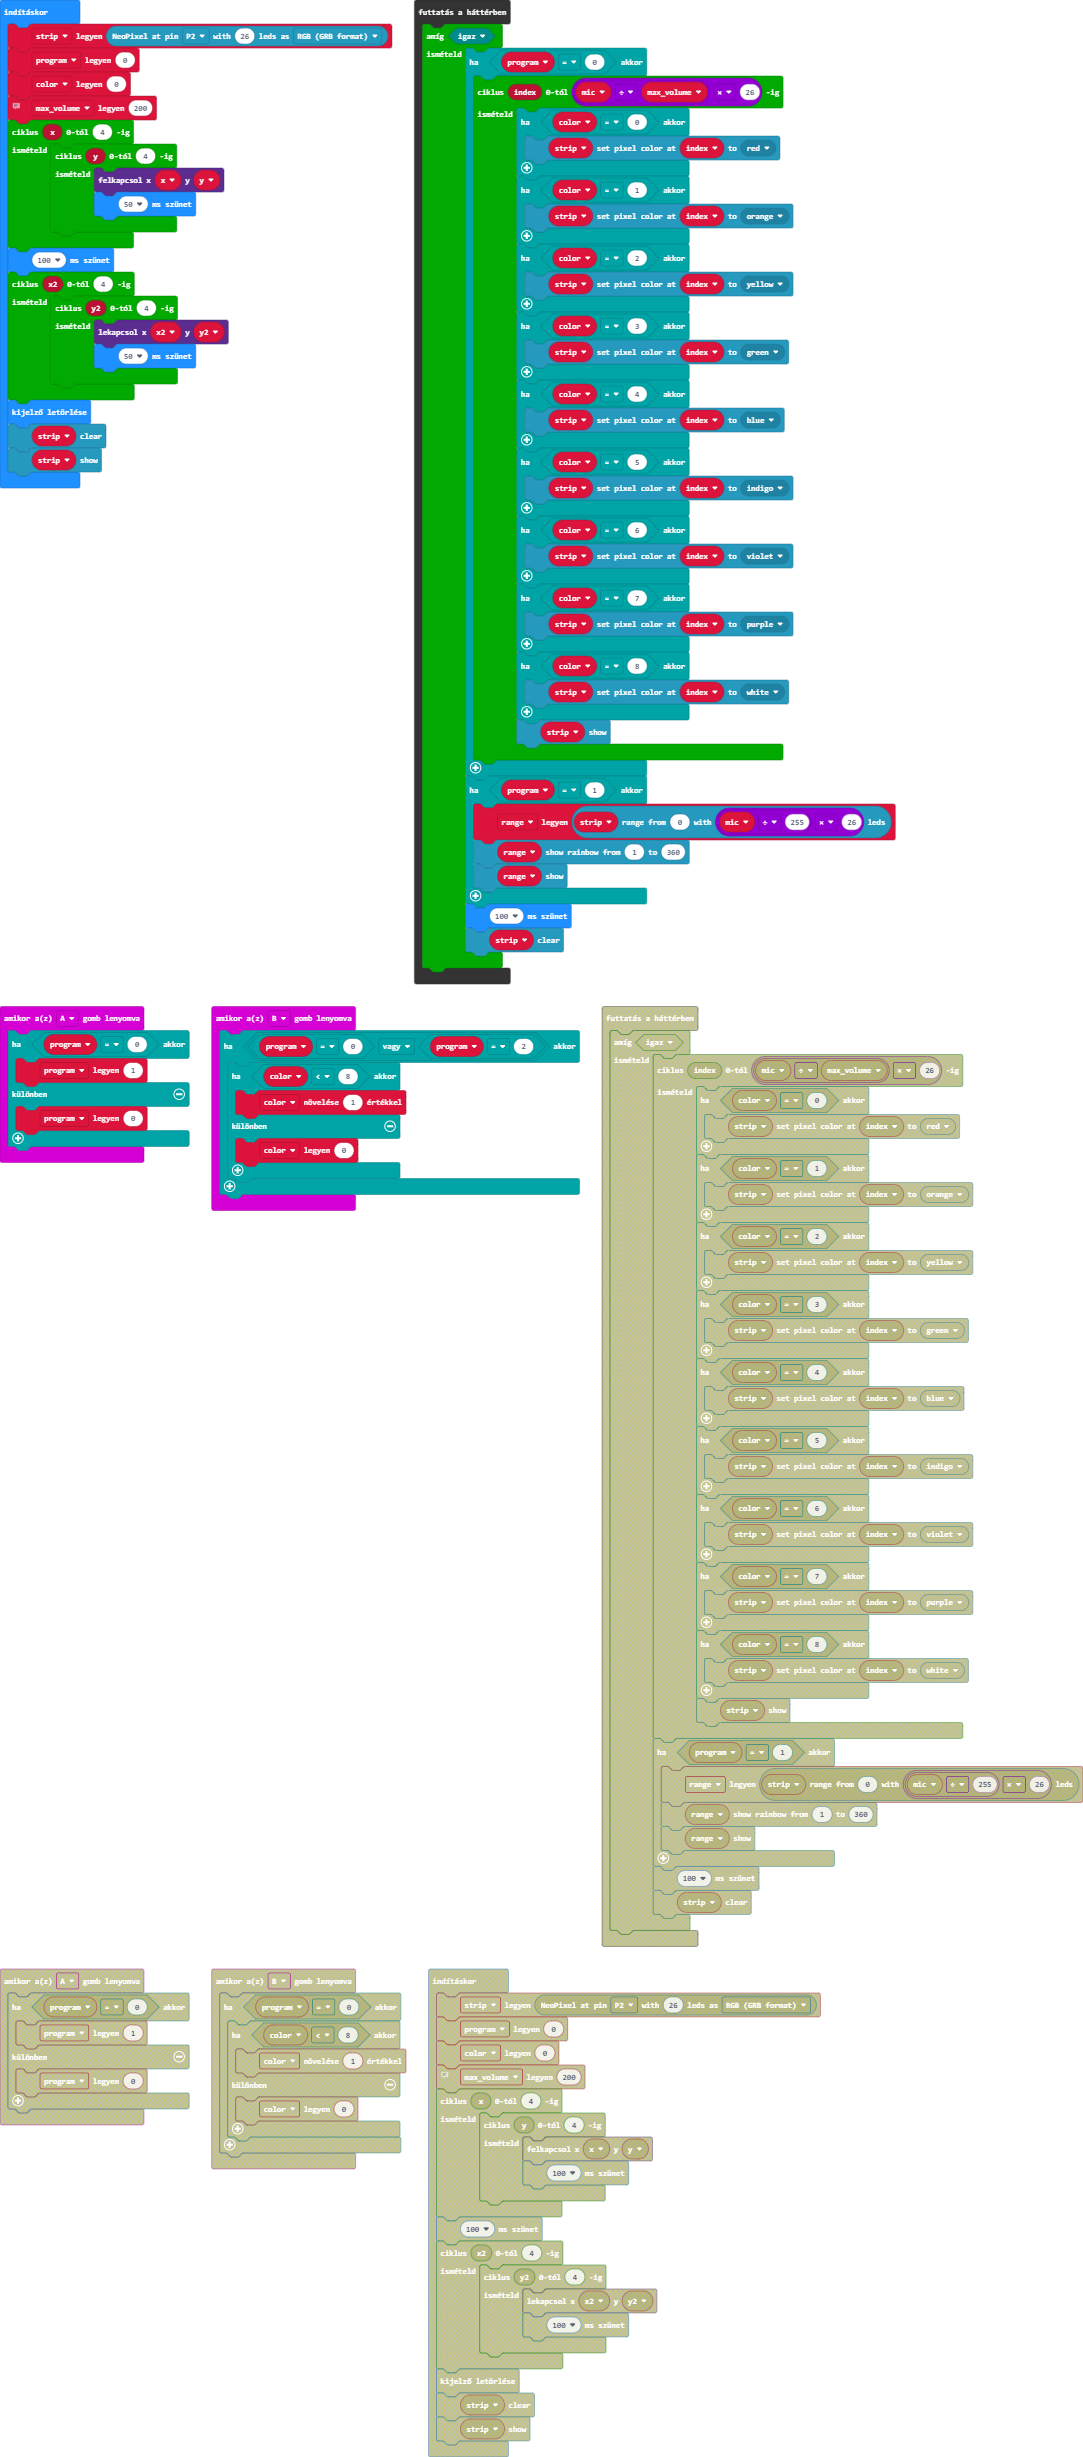 indításkor
strip legyen NeoPixel at pin P2 with 26 leds as RGB (GRB format)
program legyen 0
color legyen 0
max_volume legyen 200
ciklus x 0-tól 4 -ig
ismételd
ciklus y 0-tól 4 -ig
ismételd
felkapcsol x x y y
50 ms szünet
100 ms szünet
ciklus x2 0-tól 4 -ig
ismételd
ciklus y2 0-tól 4 -ig
ismételd
lekapcsol x x2 y y2
50 ms szünet
kijelző letörlése
strip clear
strip show
futtatás a háttérben
amíg igaz
ismételd
ha program = 0 akkor
ciklus index 0-tól mic ÷ max_volume × 26 -ig
ismételd
ha color = 0 akkor
strip set pixel color at index to red
ha color = 1 akkor
strip set pixel color at index to orange
ha color = 2 akkor
strip set pixel color at index to yellow
ha color = 3 akkor
strip set pixel color at index to green
ha color = 4 akkor
strip set pixel color at index to blue
ha color = 5 akkor
strip set pixel color at index to indigo
ha color = 6 akkor
strip set pixel color at index to violet
ha color = 7 akkor
strip set pixel color at index to purple
ha color = 8 akkor
strip set pixel color at index to white
strip show
ha program = 1 akkor
range legyen strip range from 0 with mic ÷ 255 × 26 leds
range show rainbow from 1 to 360
range show
100 ms szünet
strip clear
amikor a(z) A gomb lenyomva
ha program = 0 akkor
program legyen 1
különben
program legyen 0
amikor a(z) B gomb lenyomva
ha program = 0 vagy program = 2 akkor
ha color < 8 akkor
color növelése 1 értékkel
különben
color legyen 0
futtatás a háttérben
amíg igaz
ismételd
ciklus index 0-tól mic ÷ max_volume × 26 -ig
ismételd
ha color = 0 akkor
strip set pixel color at index to red
ha color = 1 akkor
strip set pixel color at index to orange
ha color = 2 akkor
strip set pixel color at index to yellow
ha color = 3 akkor
strip set pixel color at index to green
ha color = 4 akkor
strip set pixel color at index to blue
ha color = 5 akkor
strip set pixel color at index to indigo
ha color = 6 akkor
strip set pixel color at index to violet
ha color = 7 akkor
strip set pixel color at index to purple
ha color = 8 akkor
strip set pixel color at index to white
strip show
ha program = 1 akkor
range legyen strip range from 0 with mic ÷ 255 × 26 leds
range show rainbow from 1 to 360
range show
100 ms szünet
strip clear
amikor a(z) A gomb lenyomva
ha program = 0 akkor
program legyen 1
különben
program legyen 0
amikor a(z) B gomb lenyomva
ha program = 0 akkor
ha color < 8 akkor
color növelése 1 értékkel
különben
color legyen 0
indításkor
strip legyen NeoPixel at pin P2 with 26 leds as RGB (GRB format)
program legyen 0
color legyen 0
max_volume legyen 200
ciklus x 0-tól 4 -ig
ismételd
ciklus y 0-tól 4 -ig
ismételd
felkapcsol x x y y
100 ms szünet
100 ms szünet
ciklus x2 0-tól 4 -ig
ismételd
ciklus y2 0-tól 4 -ig
ismételd
lekapcsol x x2 y y2
100 ms szünet
kijelző letörlése
strip clear
strip show